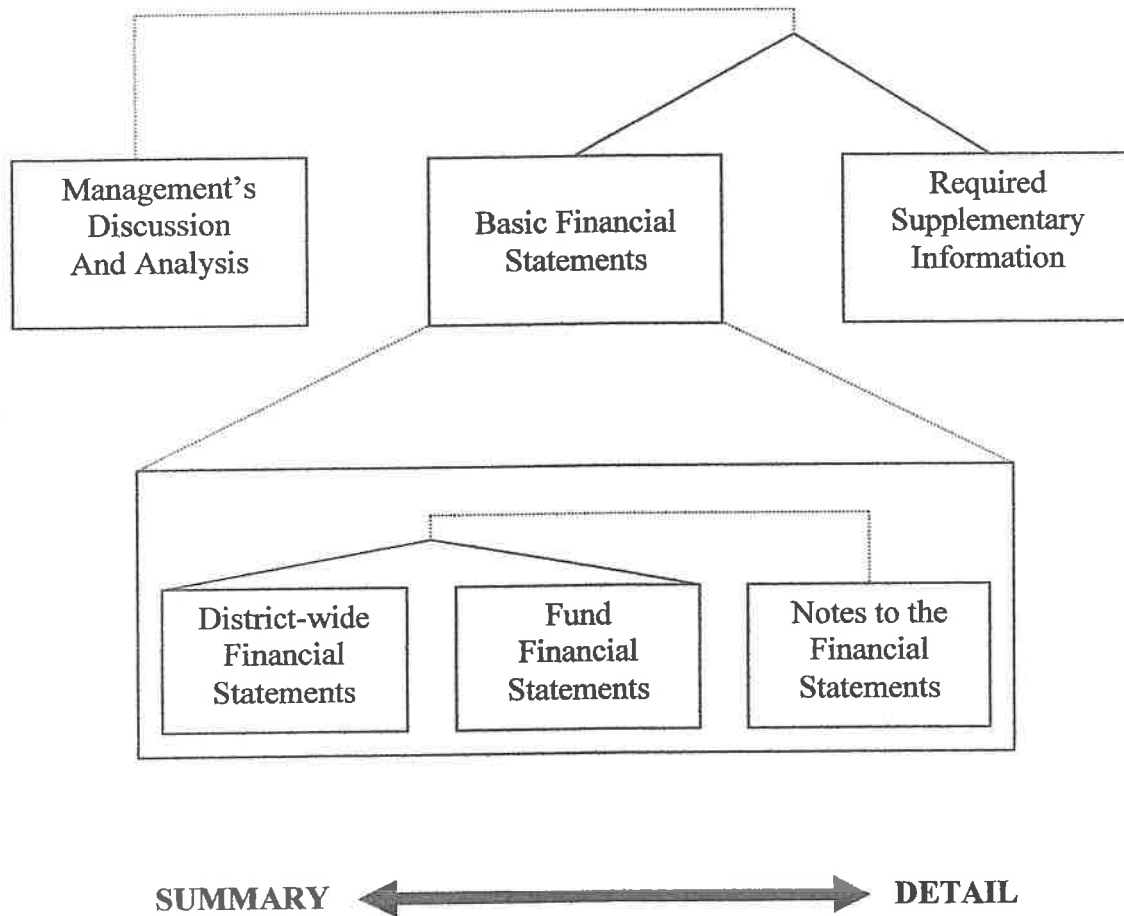 Management’s
Discussion
And Analysis
Basic Financial
Statements
Required
Supplementary
Information
District-wide
Financial
Statements
Fund
Financial
Statements
Notes to the
Financial
Statements
SUMMARY
DETAIL